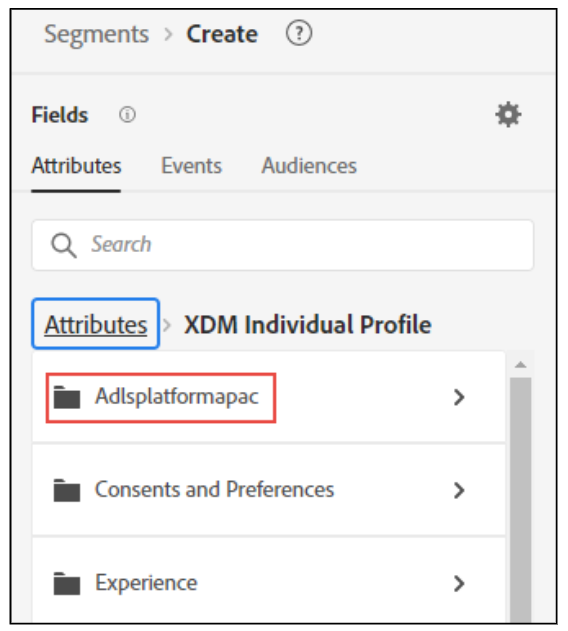 Segments > Create ?
Fields i
Attributes Events Audiences
Search
Attributes > XDM Individual Profile
Adlsplatformapac
Consents and Preferences
Experience